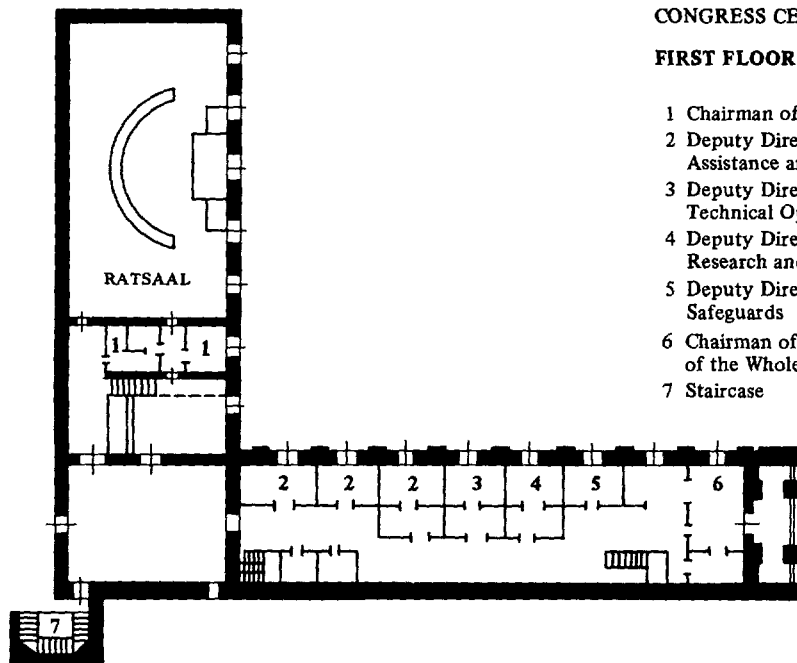 CONGRESS CE
FIRST FLOOR
1 Chairman of
2 Deputy Dire
Assistance a
3 Deputy Dire
Technical O
4 Deputy Dire
Research an
5 Deputy Dire
Safeguards
6 Chairman of
of the Whole
7 Staircase
RATSAAL
1 1
2 2 2 3 4 5 6
7